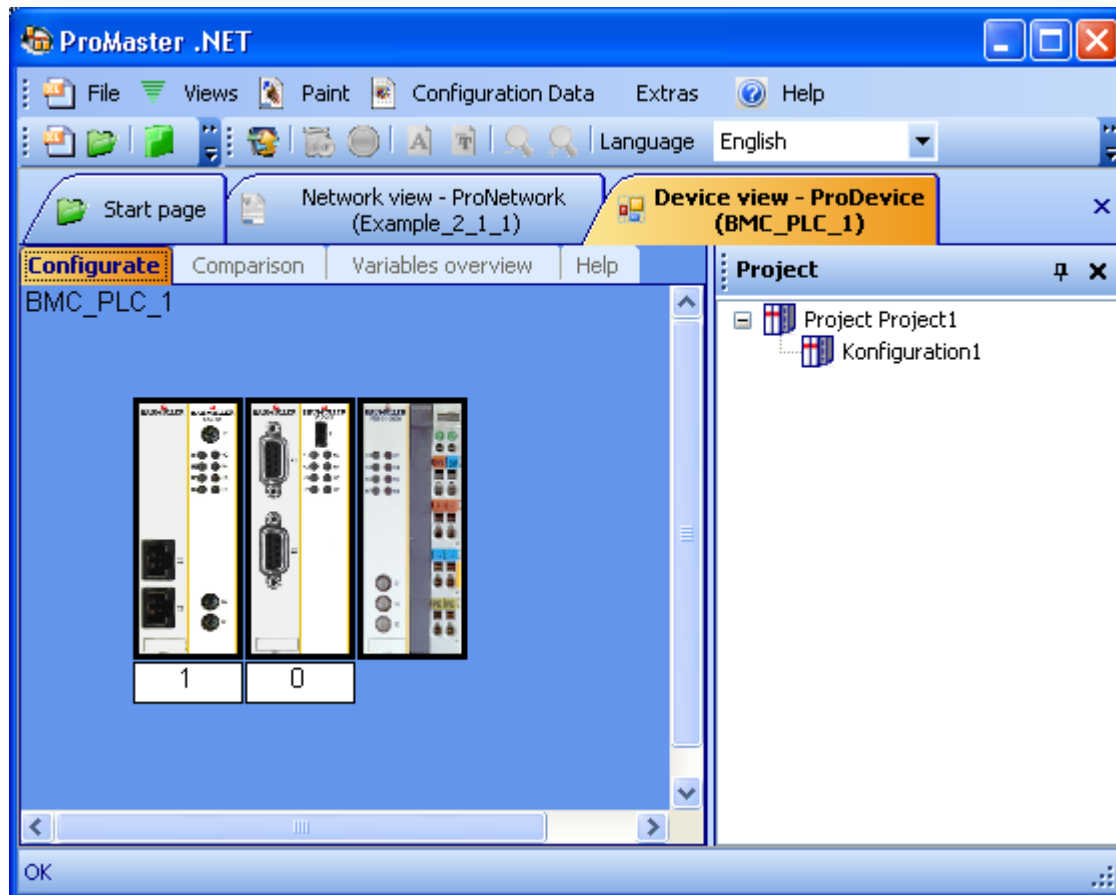 ProMaster .NET
File Views Paint Configuration Data Extras Help
Language English
Start page
Network view - ProNetwork
(Example_2_1_1)
Device view - ProDevice
(BMC_PLC_1)
Configurate Comparison Variables overview Help
BMC_PLC_1
1 0
Project
Project Project1
Konfiguration1
OK